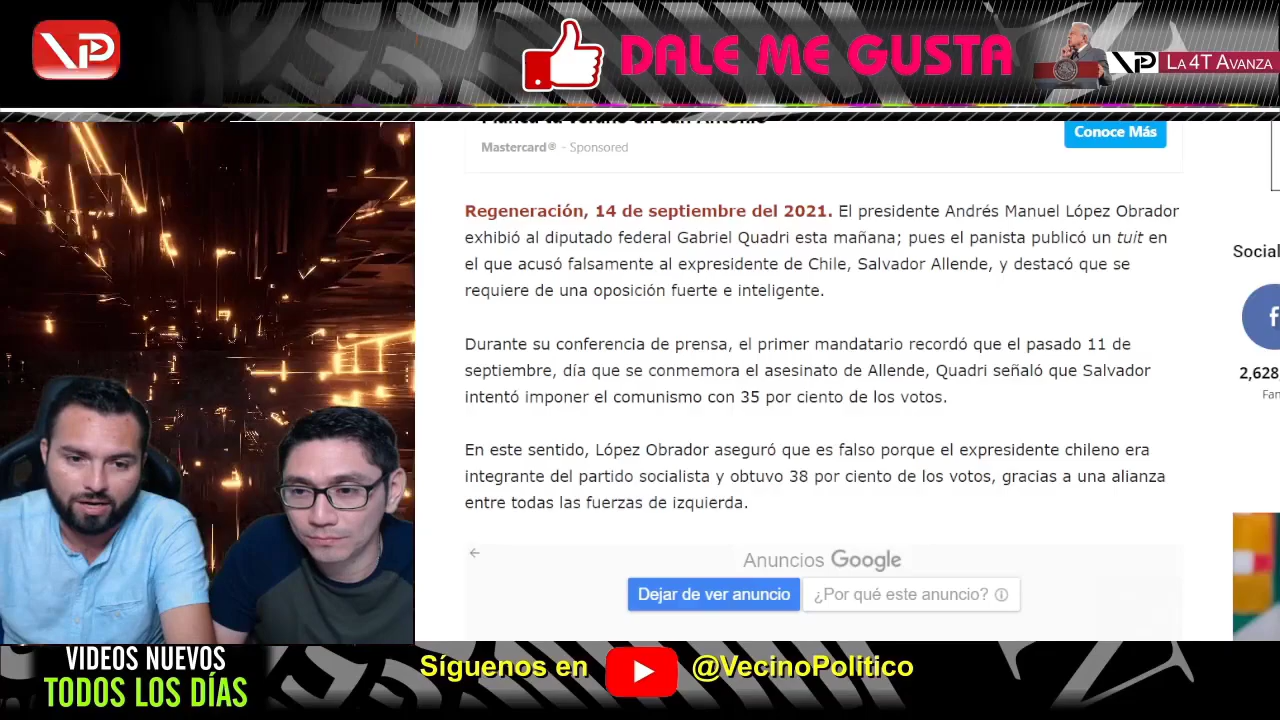 VP
DALE ME GUSTA
VP LA 4T AVANZA
Mastercard® - Sponsored
Conoce Más
Regeneración, 14 de septiembre del 2021. El presidente Andrés Manuel López Obrador
exhibió al diputado federal Gabriel Quadri esta mañana; pues el panista publicó un tuit en
el que acusó falsamente al expresidente de Chile, Salvador Allende, y destacó que se
requiere de una oposición fuerte e inteligente.
Durante su conferencia de prensa, el primer mandatario recordó que el pasado 11 de
septiembre, día que se conmemora el asesinato de Allende, Quadri señaló que Salvador
intentó imponer el comunismo con 35 por ciento de los votos.
En este sentido, López Obrador aseguró que es falso porque el expresidente chileno era
integrante del partido socialista y obtuvo 38 por ciento de los votos, gracias a una alianza
entre todas las fuerzas de izquierda.
Anuncios Google
Dejar de ver anuncio
¿Por qué este anuncio?
Social
f
2,628,
Fan
VIDEOS NUEVOS
TODOS LOS DÍAS
Síguenos en @VecinoPolitico